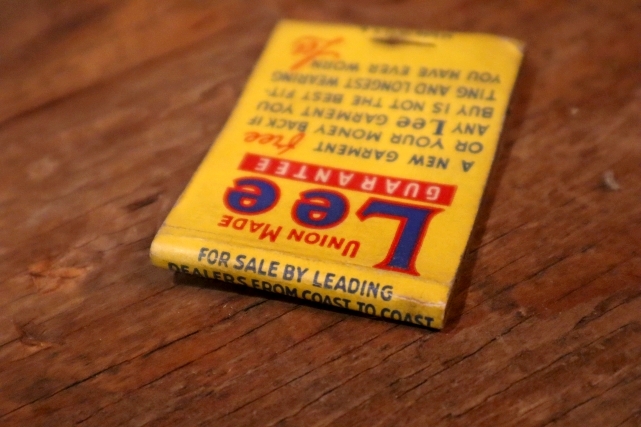 UNION MADE
Lee
GUARANTEE
A NEW GARMENT free
OR YOUR MONEY BACK IF
ANY Lee GARMENT YOU
BUY IS NOT THE BEST FIT-
TING AND LONGEST WEARING
YOU HAVE EVER WORN
FOR SALE BY LEADING
DEALERS FROM COAST TO COAST